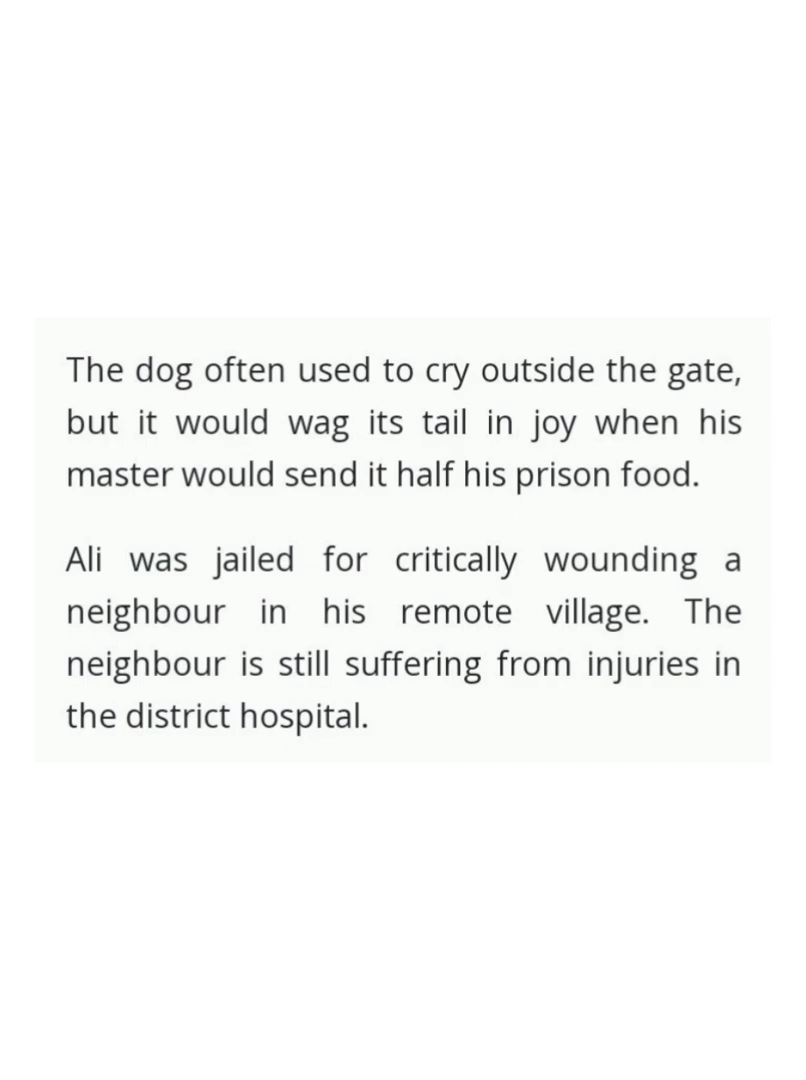 The dog often used to cry outside the gate,
but it would wag its tail in joy when his
master would send it half his prison food.
Ali was jailed for critically wounding a
neighbour in his remote village. The
neighbour is still suffering from injuries in
the district hospital.